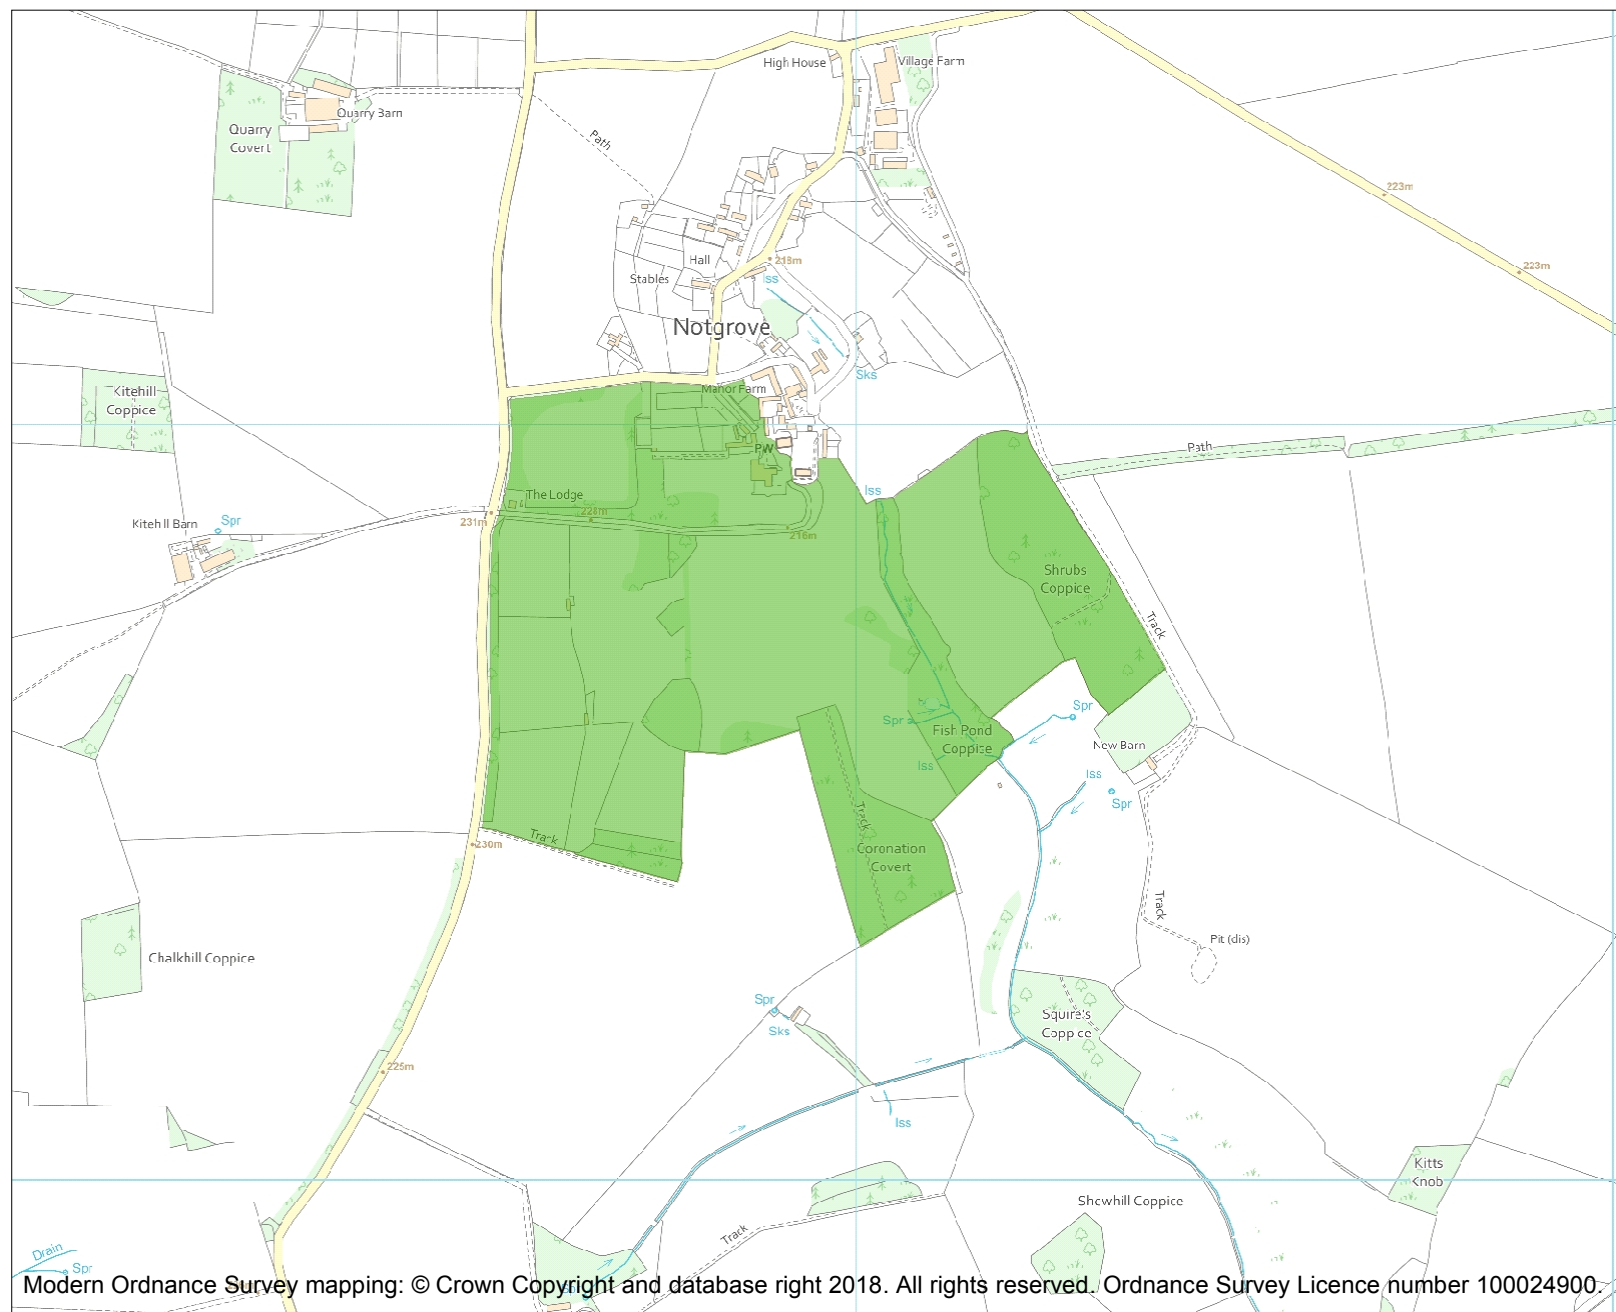 High House
Village Farm
Quarry Barn
Quarry
Covert
Path
223m
Hall
218m
223m
Stables
Iss
Notgrove
Sks
Manor Farm
Kitehill
Coppice
PW
Path
Iss
The Lodge
Kitehill Barn
Spr
231m
228m
216m
Shrubs
Coppice
Track
Spr
Spr
Fish Pond
Coppice
New Barn
Iss
Iss
Spr
Track
Track
230m
Coronation
Covert
Track
Pit (dis)
Chalkhill Coppice
Spr
Sks
Squire's
Coppice
225m
Iss
Kitts
Knob
Shewhill Coppice
Track
Drain
Spr
Modern Ordnance Survey mapping: © Crown Copyright and database right 2018. All rights reserved. Ordnance Survey Licence number 100024900.